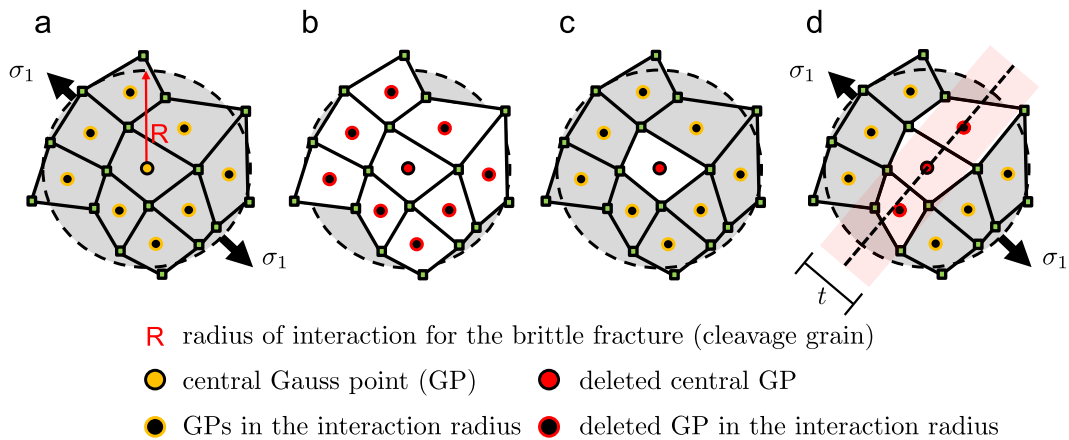 a b c d
σ1 R σ1
σ1 σ1
t
R radius of interaction for the brittle fracture (cleavage grain)
central Gauss point (GP) deleted central GP
GPs in the interaction radius deleted GP in the interaction radius